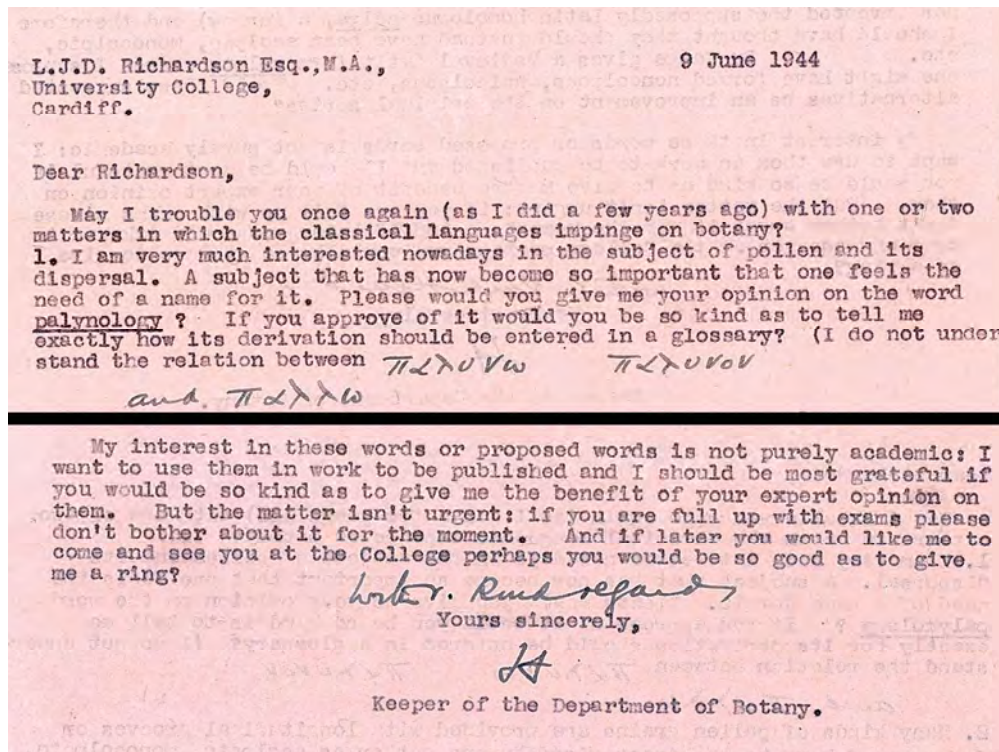 L.J.D. Richardson Esq.,M.A., 9 June 1944
University College,
Cardiff.
Dear Richardson,
May I trouble you once again (as I did a few years ago) with one or two
matters in which the classical languages impinge on botany?
1. I am very much interested nowadays in the subject of pollen and its
dispersal. A subject that has now become so important that one feels the
need of a name for it. Please would you give me your opinion on the word
palynology ? If you approve of it would you be so kind as to tell me
exactly how its derivation should be entered in a glossary? (I do not under
stand the relation between παλυνω παλυνον
and παλλω
My interest in these words or proposed words is not purely academic: I
want to use them in work to be published and I should be most grateful if
you would be so kind as to give me the benefit of your expert opinion on
them. But the matter isn't urgent: if you are full up with exams please
don't bother about it for the moment. And if later you would like me to
come and see you at the College perhaps you would be so good as to give
me a ring?
With v. kind regards
Yours sincerely,
H
Keeper of the Department of Botany.